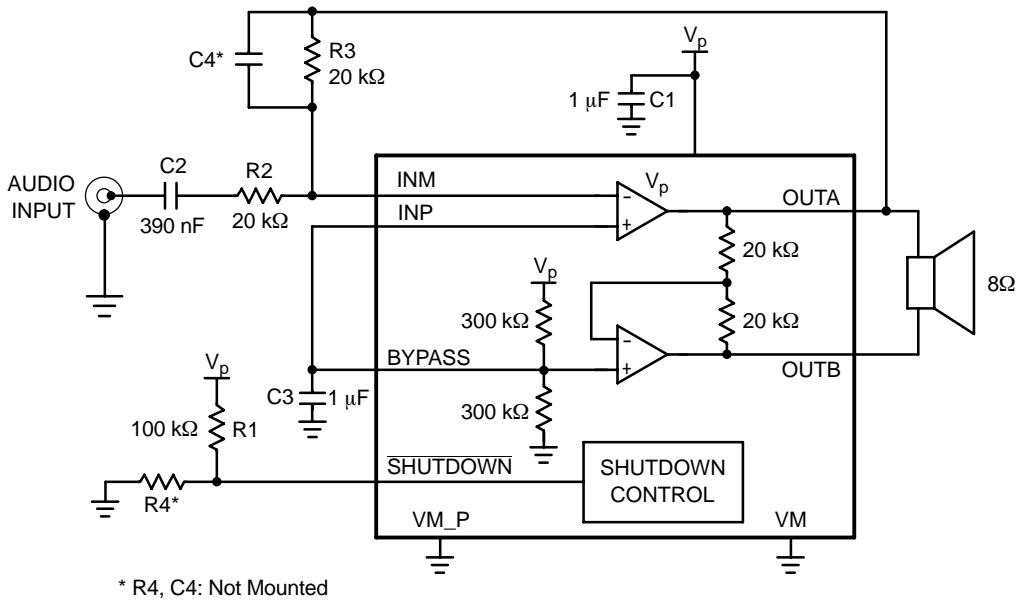 C4*
R3
20 kΩ
Vp
1 μF
C1
AUDIO
INPUT
C2
390 nF
R2
20 kΩ
INM
INP
Vp
-
+
OUTA
20 kΩ
Vp
300 kΩ
20 kΩ
8Ω
BYPASS
-
+
OUTB
C3
1 μF
300 kΩ
Vp
100 kΩ
R1
SHUTDOWN
SHUTDOWN
CONTROL
R4*
VM_P
VM
* R4, C4: Not Mounted